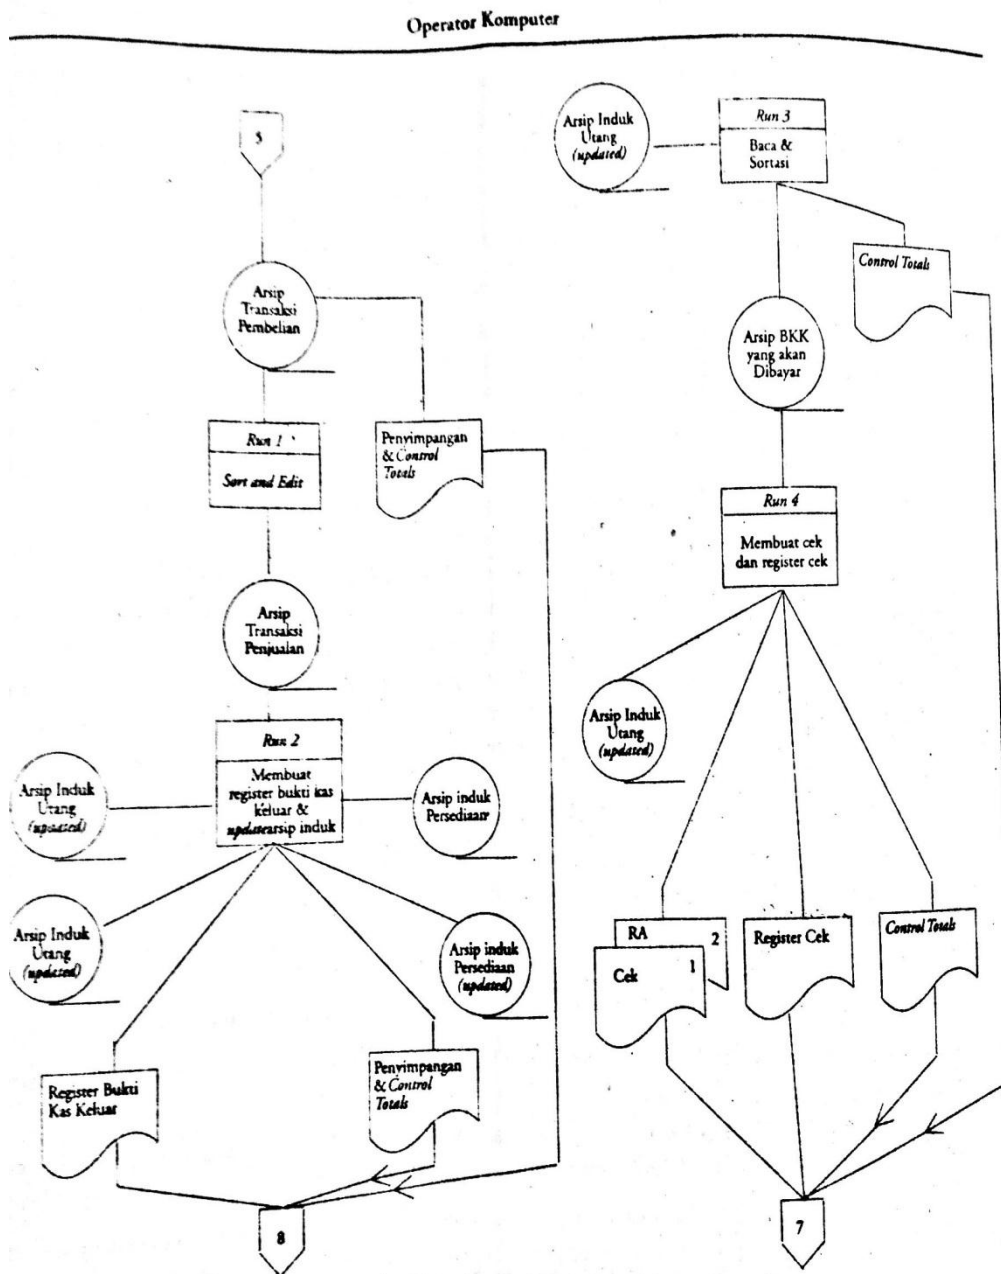 Operator Komputer
5
Arsip
Transaksi
Pembelian
Run 1
Sort and Edit
Penyimpangan
& Control
Totals
Arsip
Transaksi
Penjualan
Run 2
Membuat
register bukti kas
keluar &
updatearsip induk
Arsip Induk
Utang
(updated)
Arsip induk
Persediaan
Arsip Induk
Utang
(updated)
Arsip induk
Persediaan
(updated)
Register Bukti
Kas Keluar
Penyimpangan
& Control
Totals
8
Arsip Induk
Utang
(updated)
Run 3
Baca &
Sortasi
Control Totals
Arsip BKK
yang akan
Dibayar
Run 4
Membuat cek
dan register cek
Arsip Induk
Utang
(updated)
RA 2
Cek 1
Register Cek
Control Totals
7